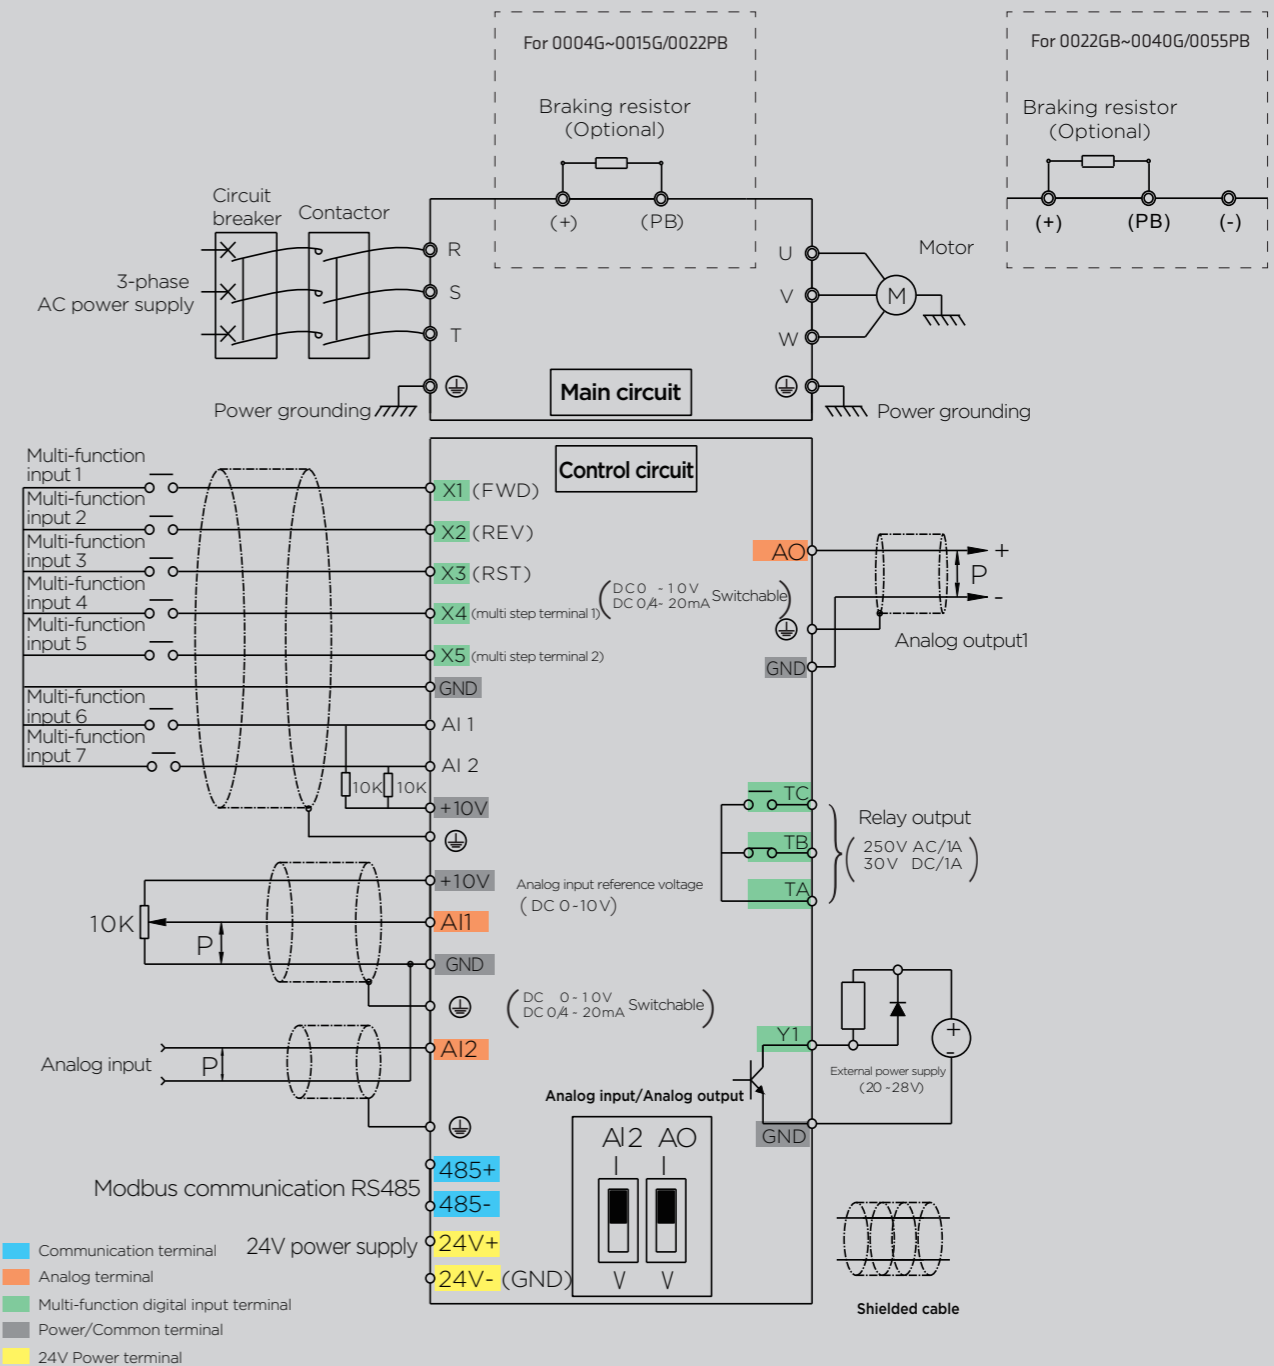 For 0004G~0015G/0022PB
For 0022GB~0040G/0055PB
Braking resistor
(Optional)
Braking resistor
(Optional)
(+)
(PB)
(+)
(PB)
(-)
Circuit
breaker
Contactor
3-phase
AC power supply
R
S
T
U
V
W
Motor
M
Power grounding
Main circuit
Power grounding
Control circuit
Multi-function
input 1
Multi-function
input 2
Multi-function
input 3
Multi-function
input 4
Multi-function
input 5
Multi-function
input 6
Multi-function
input 7
X1 (FWD)
X2 (REV)
X3 (RST)
X4 (multi step terminal 1)
X5 (multi step terminal 2)
GND
AI 1
AI 2
10K
10K
+10V
AO
(DC 0 - 10V
DC 0/4- 20mA Switchable)
GND
+
P
-
Analog output1
TC
TB
TA
Relay output
(250V AC/1A
30V DC/1A)
+10V
Analog input reference voltage
(DC 0-10V)
10K
AI1
P
GND
(DC 0 - 10V
DC 0/4 - 20mA Switchable)
Analog input
P
AI2
Y1
GND
+
-
External power supply
(20 -28V)
Analog input/Analog output
AI2 AO
I I
V V
Modbus communication RS485
485+
485-
24V power supply
24V+
24V- (GND)
Shielded cable
Communication terminal
Analog terminal
Multi-function digital input terminal
Power/Common terminal
24V Power terminal